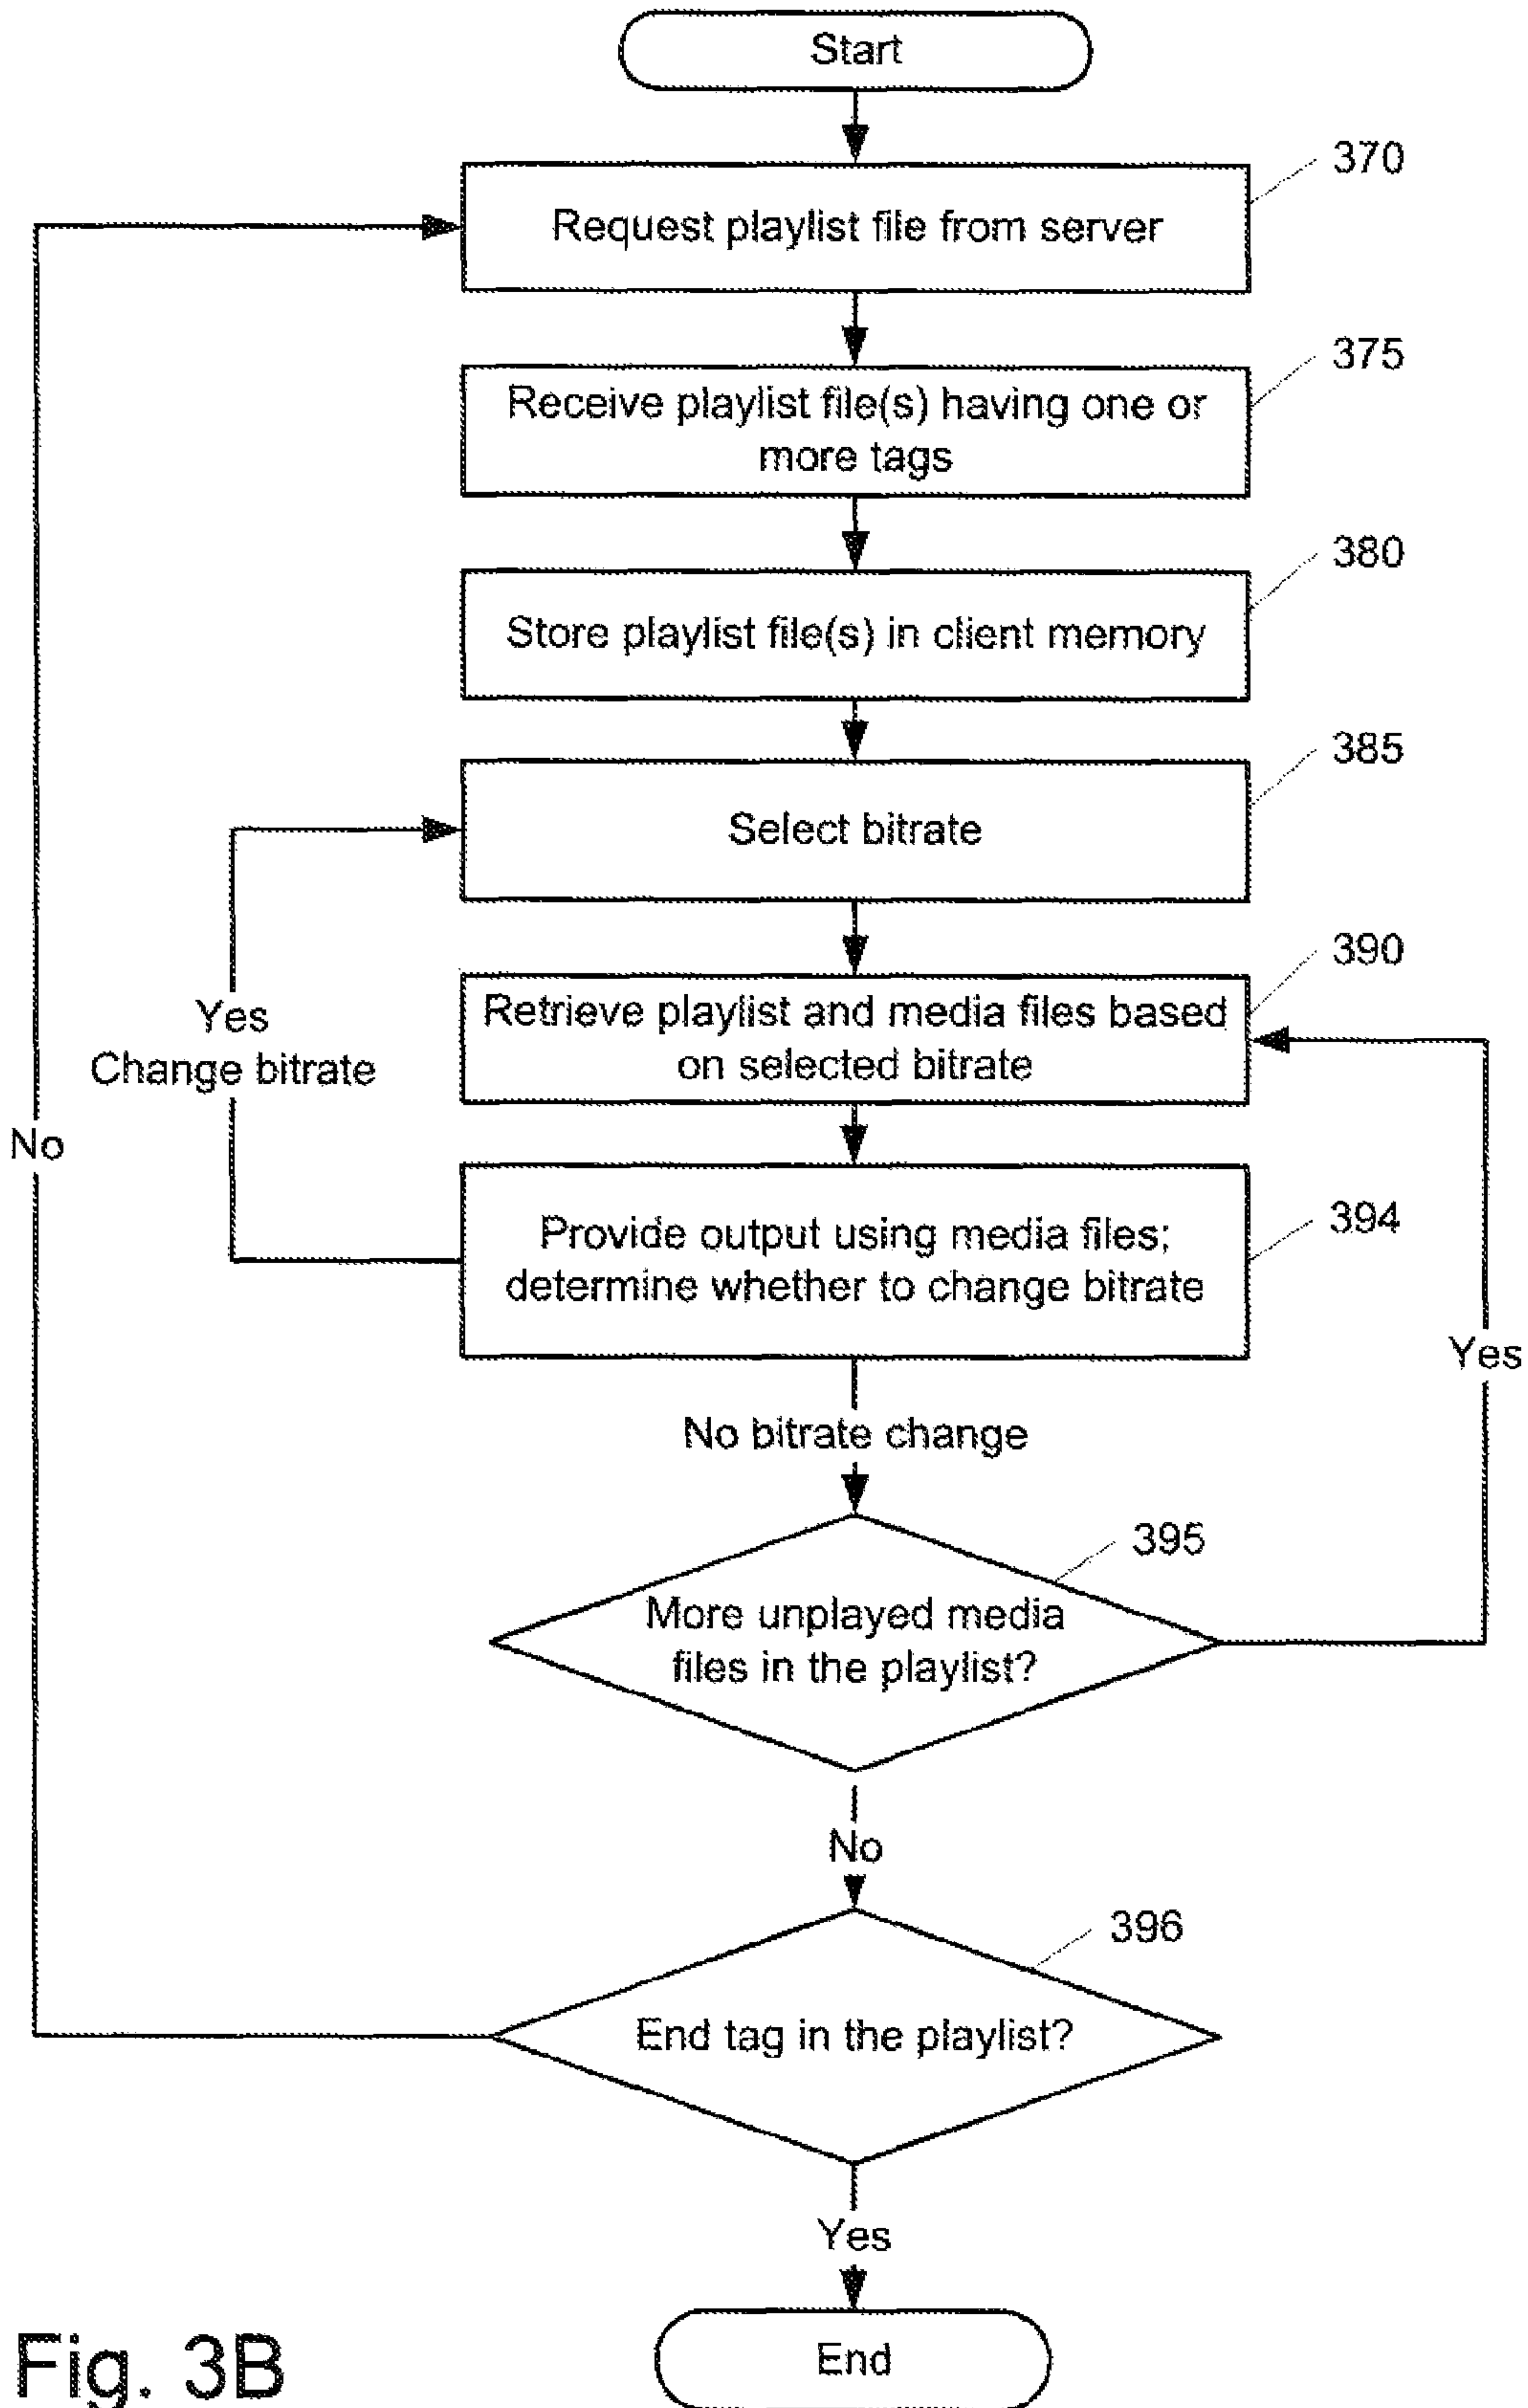 Start
370
Request playlist file from server
375
Receive playlist file(s) having one or
more tags
380
Store playlist file(s) in client memory
385
Select bitrate
390
Retrieve playlist and media files based
on selected bitrate
Yes
Change bitrate
No
394
Provide output using media files;
determine whether to change bitrate
Yes
No bitrate change
395
More unplayed media
files in the playlist?
No
396
End tag in the playlist?
Yes
End
Fig. 3B